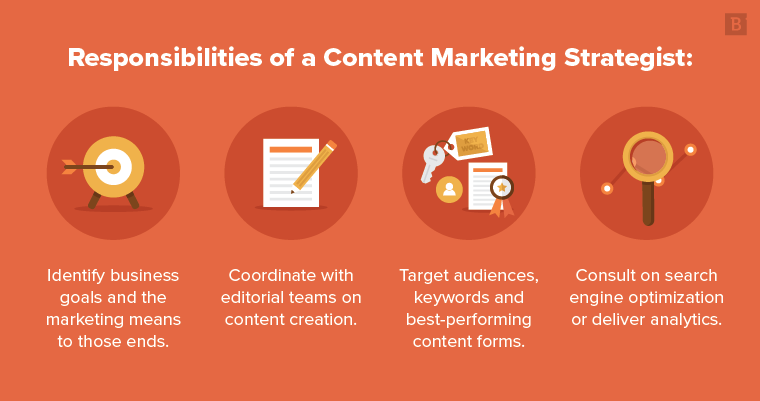 B
Responsibilities of a Content Marketing Strategist:
KEY
WORD
Identify business
goals and the
marketing means
to those ends.
Coordinate with
editorial teams on
content creation.
Target audiences,
keywords and
best-performing
content forms.
Consult on search
engine optimization
or deliver analytics.